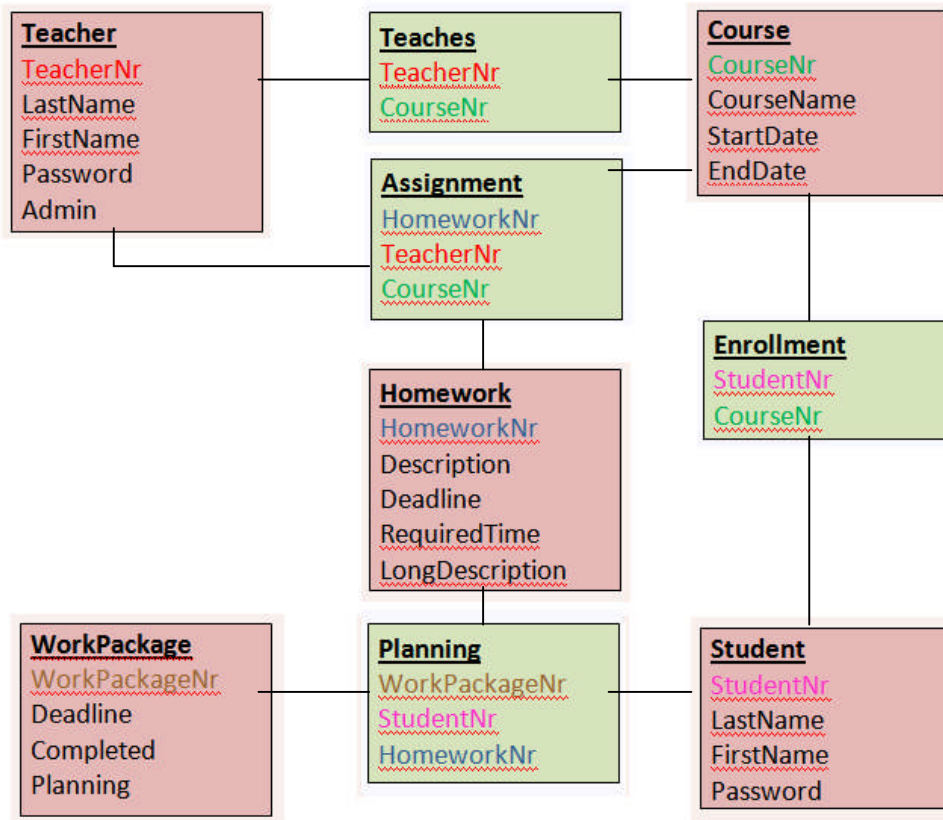 Teacher
TeacherNr
LastName
FirstName
Password
Admin
Teaches
TeacherNr
CourseNr
Course
CourseNr
CourseName
StartDate
EndDate
Assignment
HomeworkNr
TeacherNr
CourseNr
Enrollment
StudentNr
CourseNr
Homework
HomeworkNr
Description
Deadline
RequiredTime
LongDescription
WorkPackage
WorkPackageNr
Deadline
Completed
Planning
Planning
WorkPackageNr
StudentNr
HomeworkNr
Student
StudentNr
LastName
FirstName
Password